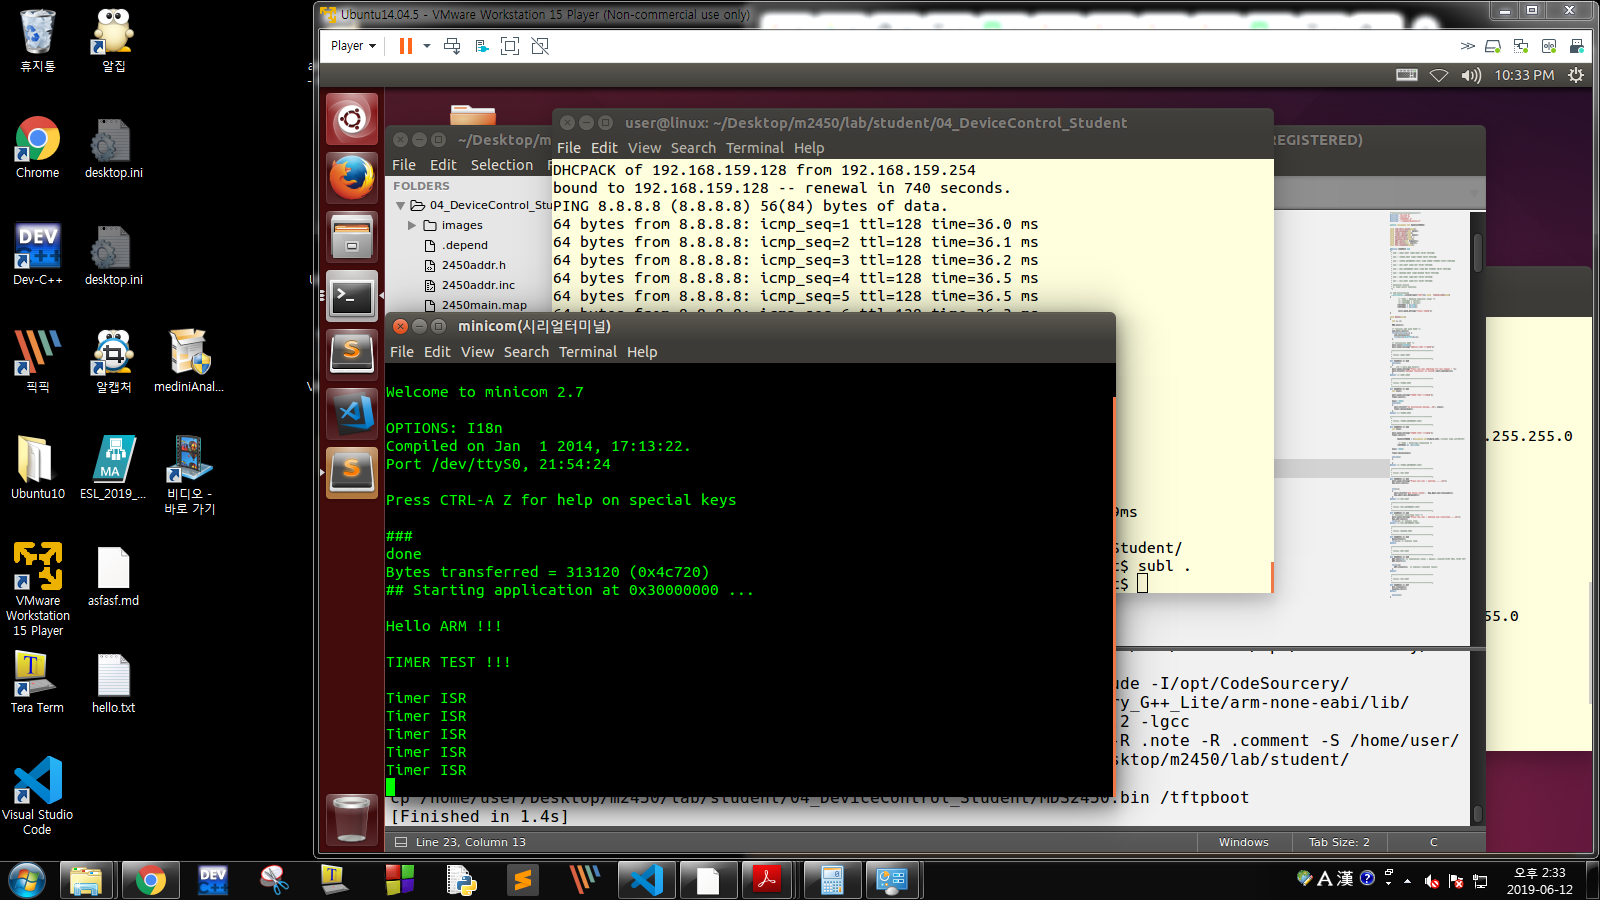 Ubuntu14.04.5 - VMware Workstation 15 Player (Non-commercial use only)
Player
10:33 PM
휴지통
알집
Chrome
desktop.ini
Dev-C++
desktop.ini
픽픽
알캡처
mediniAnal...
Ubuntu10
ESL_2019_...
비디오 -
바로 가기
VMware
Workstation
15 Player
asfasf.md
Tera Term
hello.txt
Visual Studio
Code
~/Desktop/m
REGISTERED)
File Edit Selection
FOLDERS
04_DeviceControl_Stu
images
.depend
2450addr.h
2450addr.inc
2450main.map
user@linux: ~/Desktop/m2450/lab/student/04_DeviceControl_Student
File Edit View Search Terminal Help
DHCPACK of 192.168.159.128 from 192.168.159.254
bound to 192.168.159.128 -- renewal in 740 seconds.
PING 8.8.8.8 (8.8.8.8) 56(84) bytes of data.
64 bytes from 8.8.8.8: icmp_seq=1 ttl=128 time=36.0 ms
64 bytes from 8.8.8.8: icmp_seq=2 ttl=128 time=36.1 ms
64 bytes from 8.8.8.8: icmp_seq=3 ttl=128 time=36.2 ms
64 bytes from 8.8.8.8: icmp_seq=4 ttl=128 time=36.5 ms
64 bytes from 8.8.8.8: icmp_seq=5 ttl=128 time=36.5 ms
.255.255.0
9ms
Student/
t$ subl .
t$
55.0
minicom(시리얼터미널)
File Edit View Search Terminal Help
Welcome to minicom 2.7
OPTIONS: I18n
Compiled on Jan  1 2014, 17:13:22.
Port /dev/ttyS0, 21:54:24
Press CTRL-A Z for help on special keys
###
done
Bytes transferred = 313120 (0x4c720)
## Starting application at 0x30000000 ...
Hello ARM !!!
TIMER TEST !!!
Timer ISR
Timer ISR
Timer ISR
Timer ISR
Timer ISR
ude -I/opt/CodeSourcery/
ry_G++_Lite/arm-none-eabi/lib/
2 -lgcc
-R .note -R .comment -S /home/user/
sktop/m2450/lab/student/
cp /home/user/Desktop/m2450/lab/student/04_DeviceControl_Student/MDS2450.bin /tftpboot
[Finished in 1.4s]
Line 23, Column 13
Windows
Tab Size: 2
C
A 漢
오후 2:33
2019-06-12